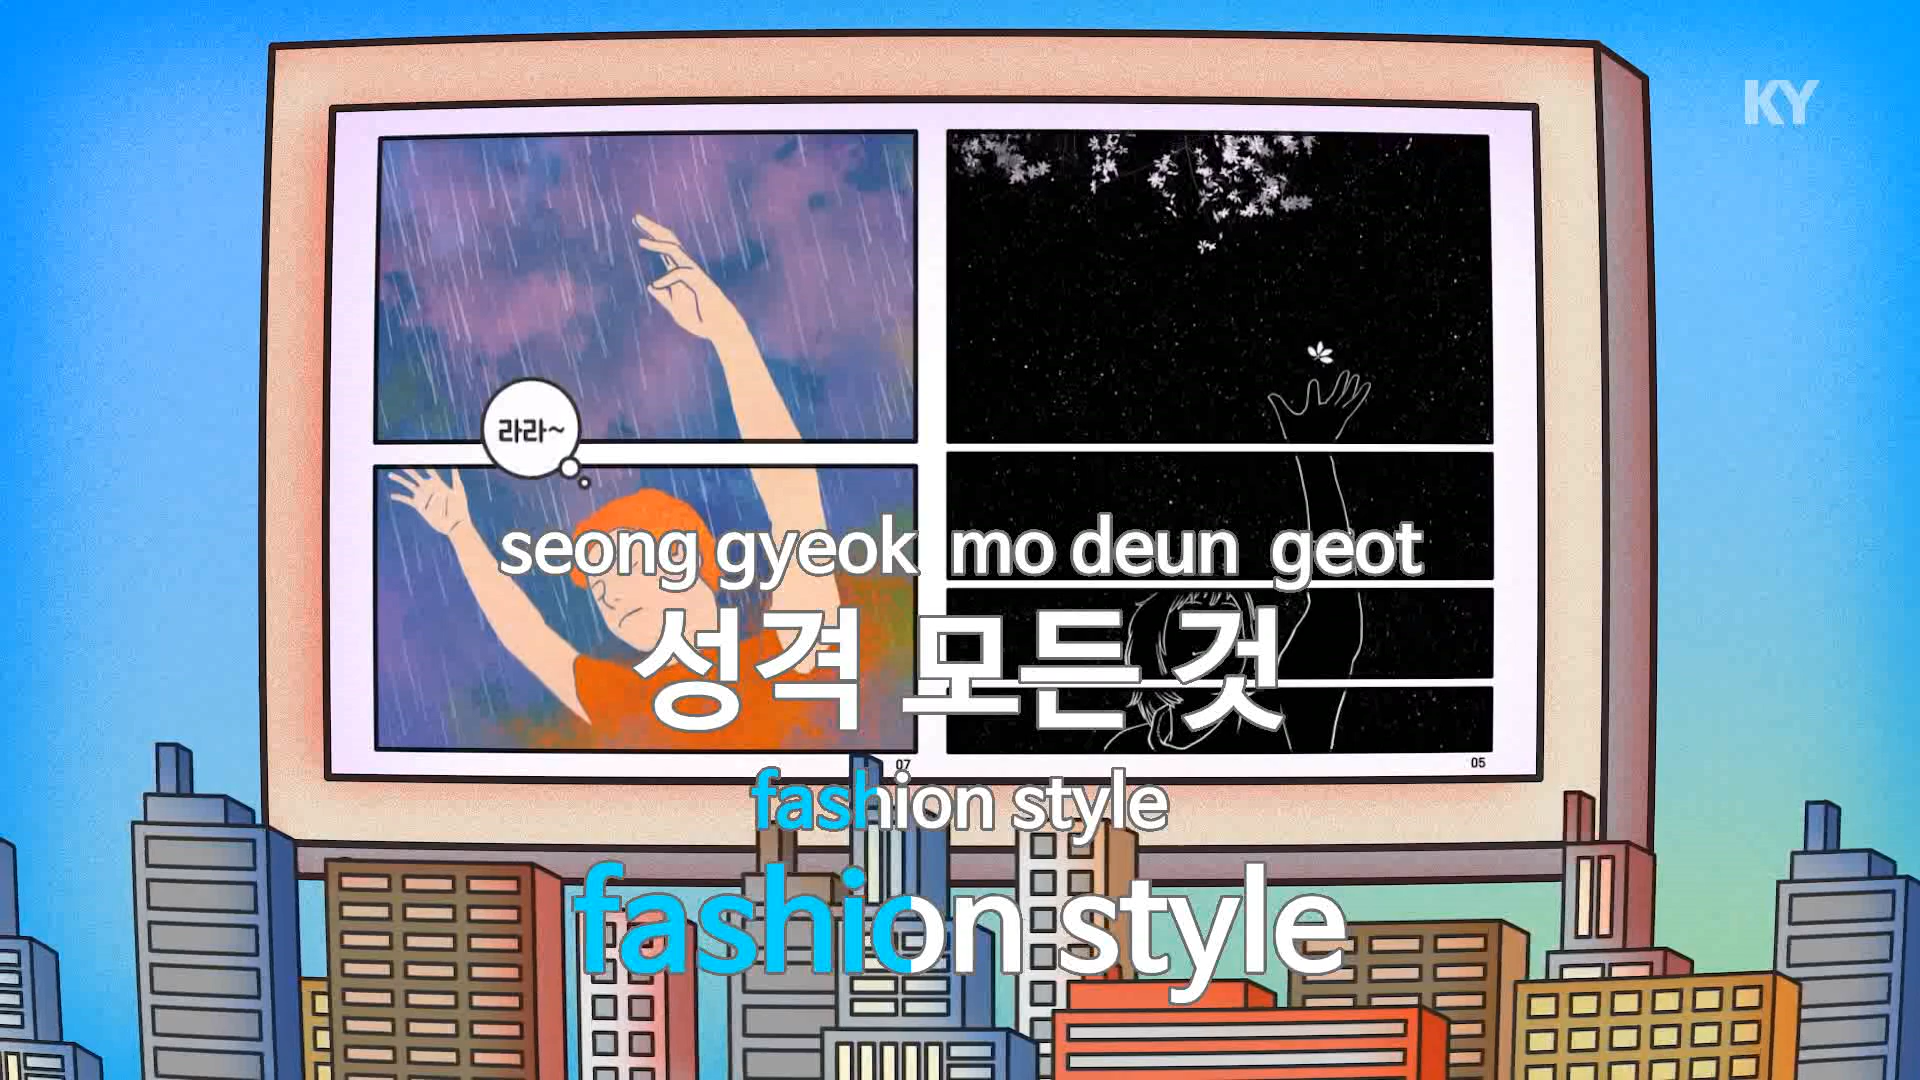 KY
라라~
seong gyeok mo deun geot
성격 모든 것
07
05
fashion style
fashion style